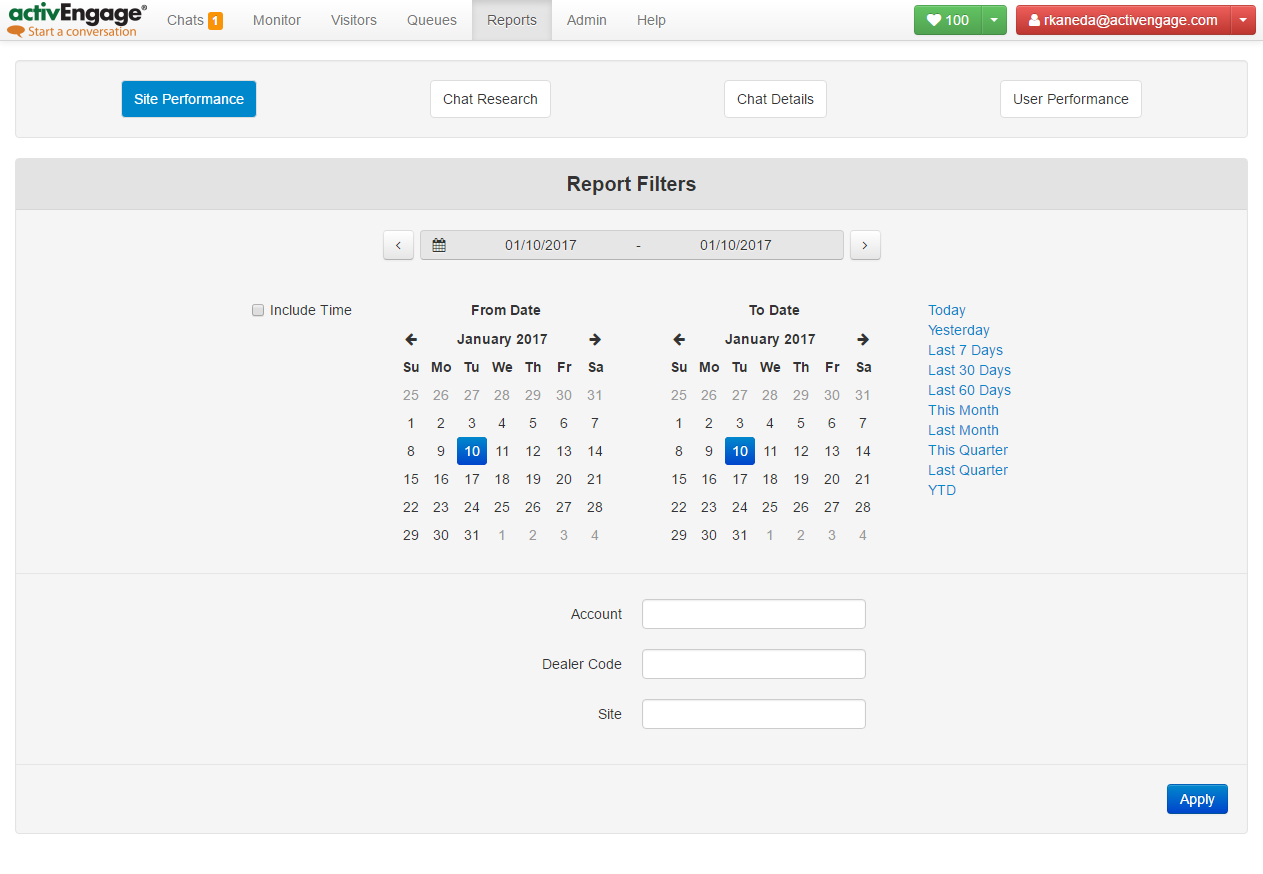 activEngage®
Start a conversation
Chats 1 Monitor Visitors Queues Reports Admin Help 100 rkaneda@activengage.com
Site Performance Chat Research Chat Details User Performance
Report Filters
01/10/2017 - 01/10/2017
Include Time
From Date
January 2017
Su Mo Tu We Th Fr Sa
25 26 27 28 29 30 31
1 2 3 4 5 6 7
8 9 10 11 12 13 14
15 16 17 18 19 20 21
22 23 24 25 26 27 28
29 30 31 1 2 3 4
To Date
January 2017
Su Mo Tu We Th Fr Sa
25 26 27 28 29 30 31
1 2 3 4 5 6 7
8 9 10 11 12 13 14
15 16 17 18 19 20 21
22 23 24 25 26 27 28
29 30 31 1 2 3 4
Today
Yesterday
Last 7 Days
Last 30 Days
Last 60 Days
This Month
Last Month
This Quarter
Last Quarter
YTD
Account
Dealer Code
Site
Apply